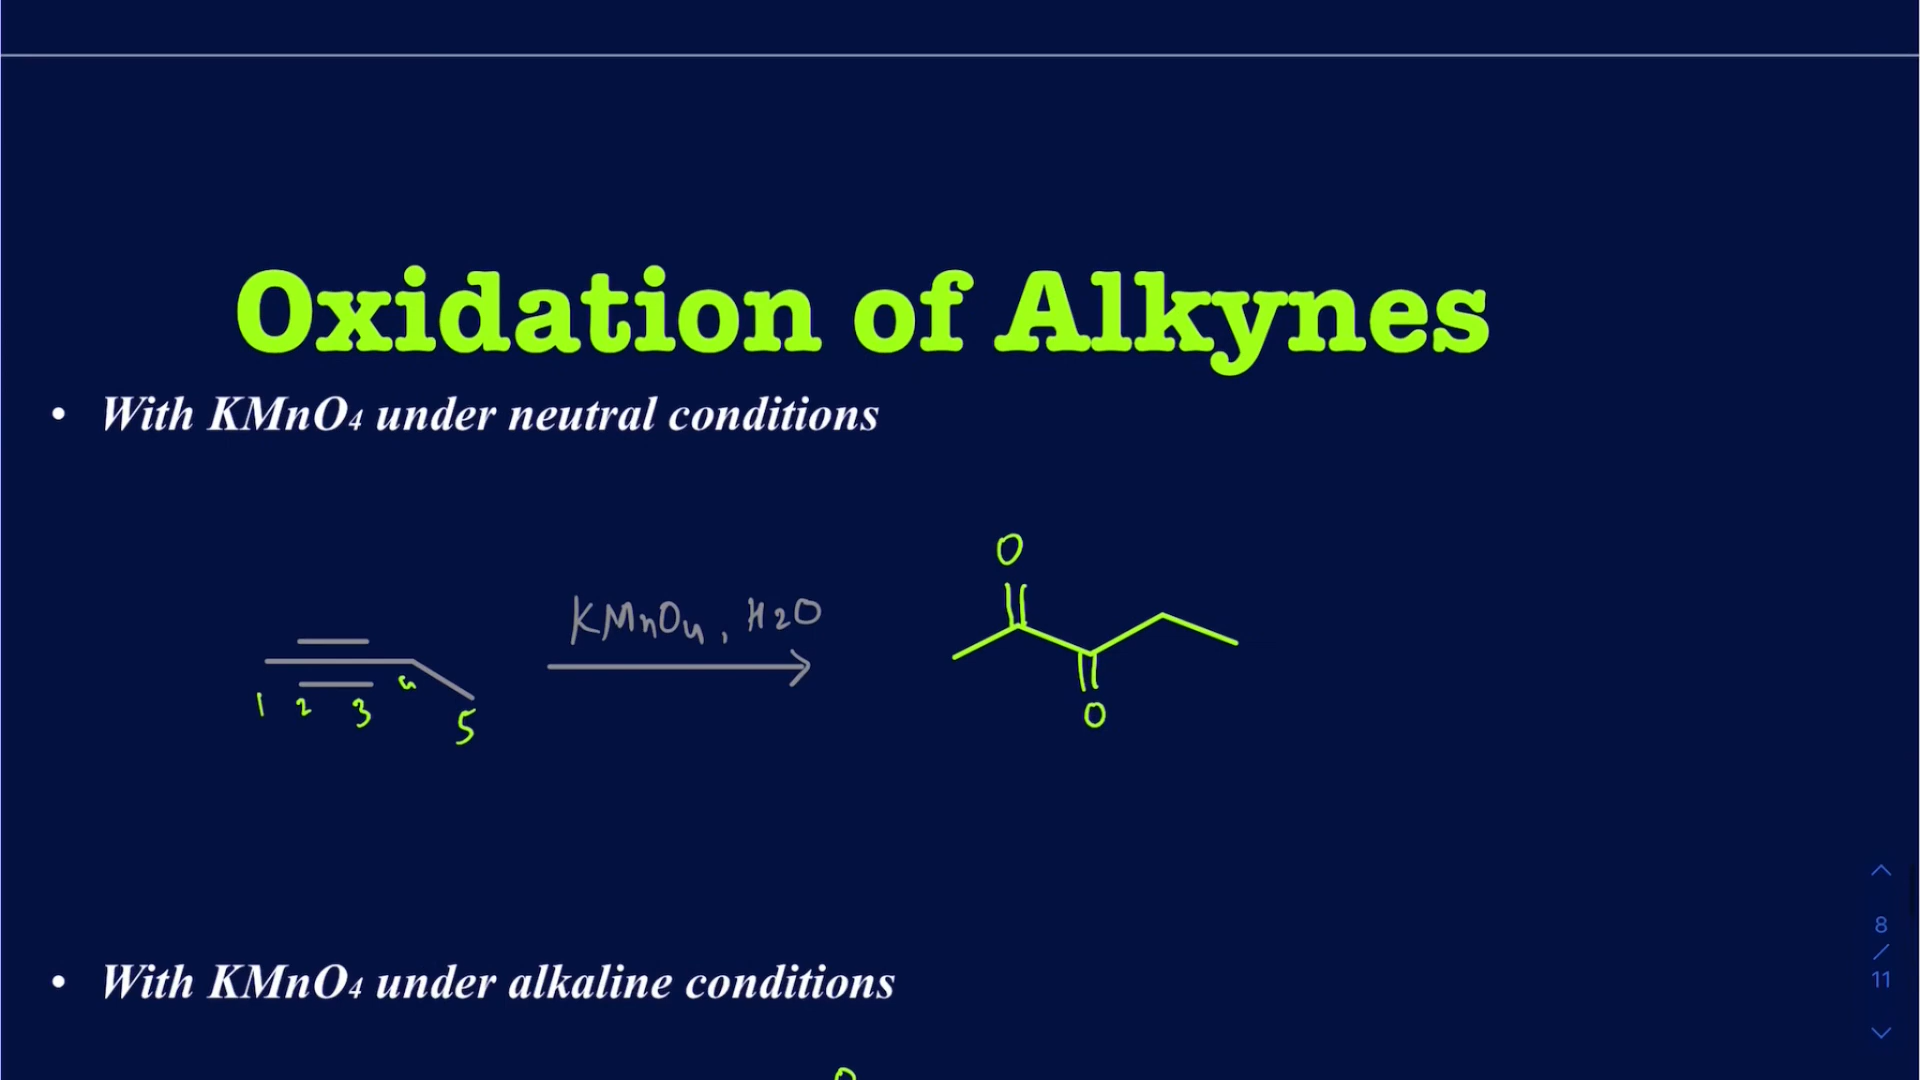 Oxidation of Alkynes
• With KMnO4 under neutral conditions
O
KMnO4, H2O
1 2 3 4 5
O
• With KMnO4 under alkaline conditions
8
/
11